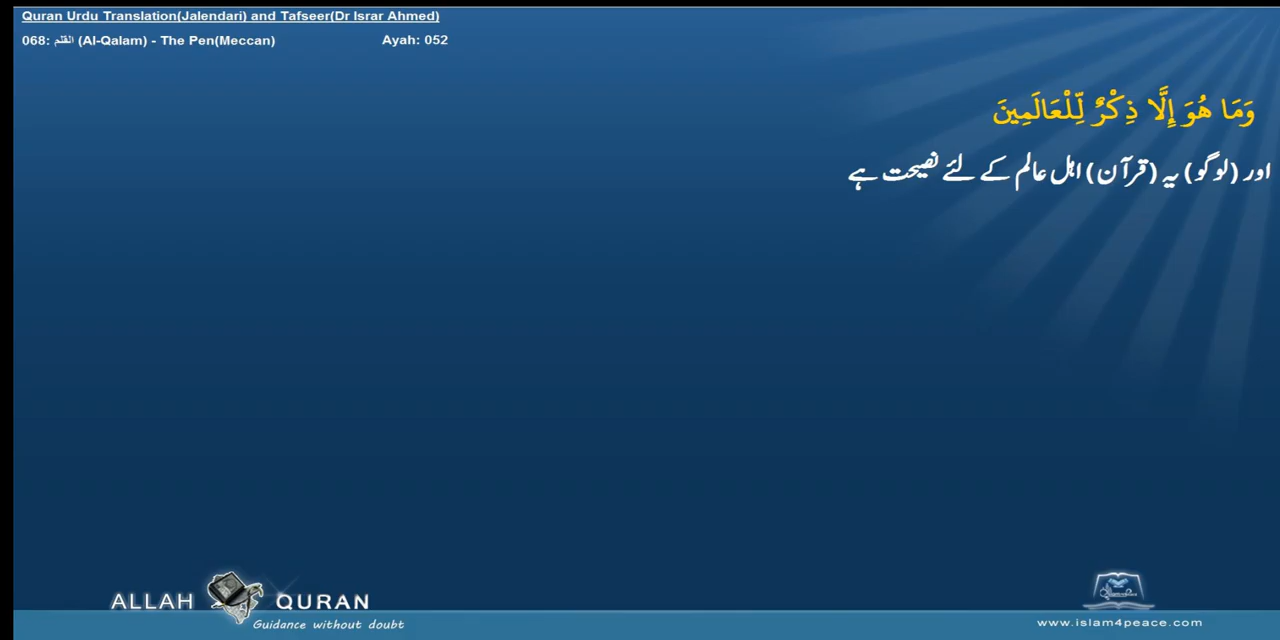 Quran Urdu Translation(Jalendari) and Tafseer(Dr Israr Ahmed)
068: القلم (Al-Qalam) - The Pen(Meccan) Ayah: 052
وَمَا هُوَ إِلَّا ذِكْرٌ لِّلْعَالَمِينَ
اور (لوگو) یہ (قرآن) اہل عالم کے لئے نصیحت ہے
ALLAH QURAN
Guidance without doubt
www.islam4peace.com